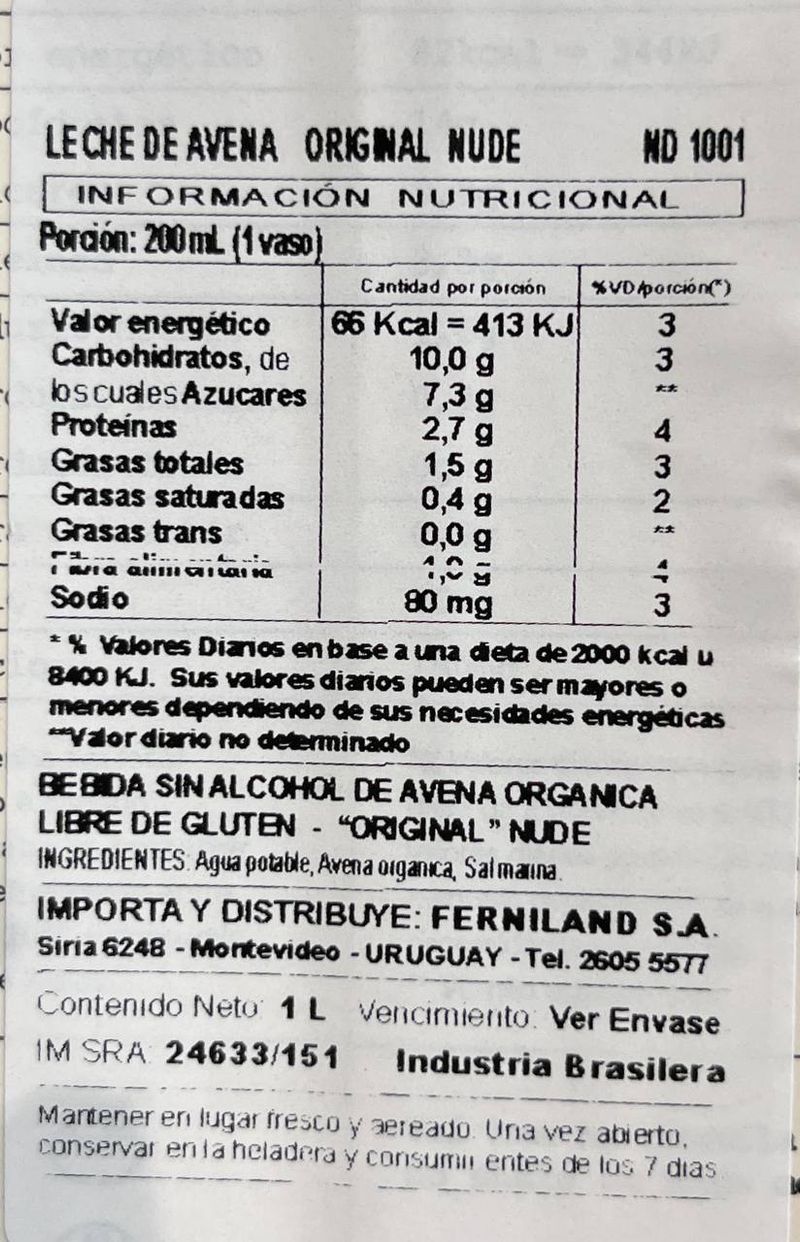 LECHE DE AVENA ORIGINAL NUDE ND 1001
INFORMACIÓN NUTRICIONAL
Porción: 200 mL (1 vaso)
Cantidad por porción %VD/porción(*)
Valor energético 66 Kcal = 413 KJ 3
Carbohidratos, de 10,0 g 3
los cuales Azucares 7,3 g **
Proteínas 2,7 g 4
Grasas totales 1,5 g 3
Grasas saturadas 0,4 g 2
Grasas trans 0,0 g **
Fibra alimentaria
Sodio 80 mg 3
* % Valores Diarios en base a una dieta de 2000 kcal u
8400 KJ. Sus valores diarios pueden ser mayores o
menores dependiendo de sus necesidades energéticas
**Valor diario no determinado
BEBIDA SIN ALCOHOL DE AVENA ORGANICA
LIBRE DE GLUTEN - "ORIGINAL" NUDE
INGREDIENTES: Agua potable, Avena organica, Sal marina.
IMPORTA Y DISTRIBUYE: FERNILAND S.A.
Siria 6248 - Montevideo - URUGUAY - Tel. 2605 5577
Contenido Neto: 1 L Vencimiento: Ver Envase
IM SRA: 24633/151 Industria Brasilera
Mantener en lugar fresco y aereado. Una vez abierto,
conservar en la heladera y consumir entes de los 7 dias